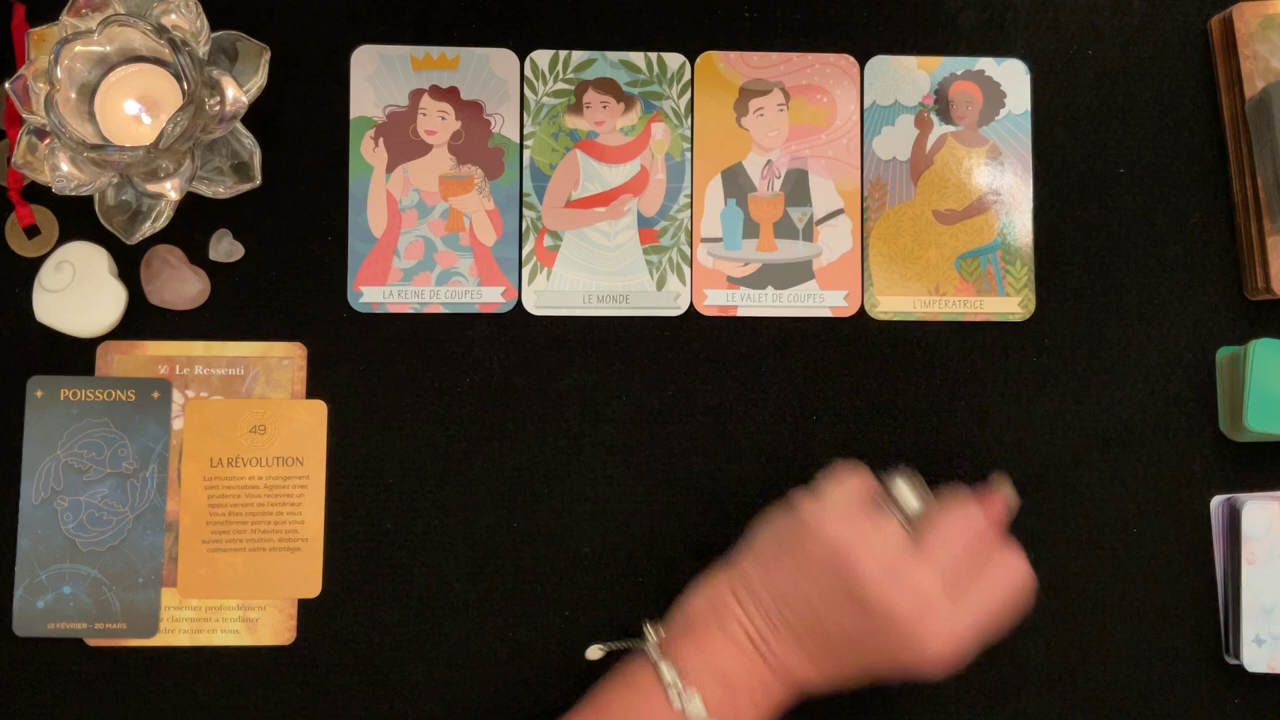 LA REINE DE COUPES
LE MONDE
LE VALET DE COUPES
L'IMPÉRATRICE
Le Ressenti
POISSONS
49
LA RÉVOLUTION
La mutation et le changement
sont inévitables. Agissez avec
prudence. Vous recevrez un
appui venant de l'extérieur.
Vous êtes capable de vous
transformer parce que vous
voyez clair. N'hésitez pas,
suivez votre intuition, élaborez
calmement votre stratégie.
ressentez profondément
clairement a tendance
racine en vous.
19 FÉVRIER - 20 MARS